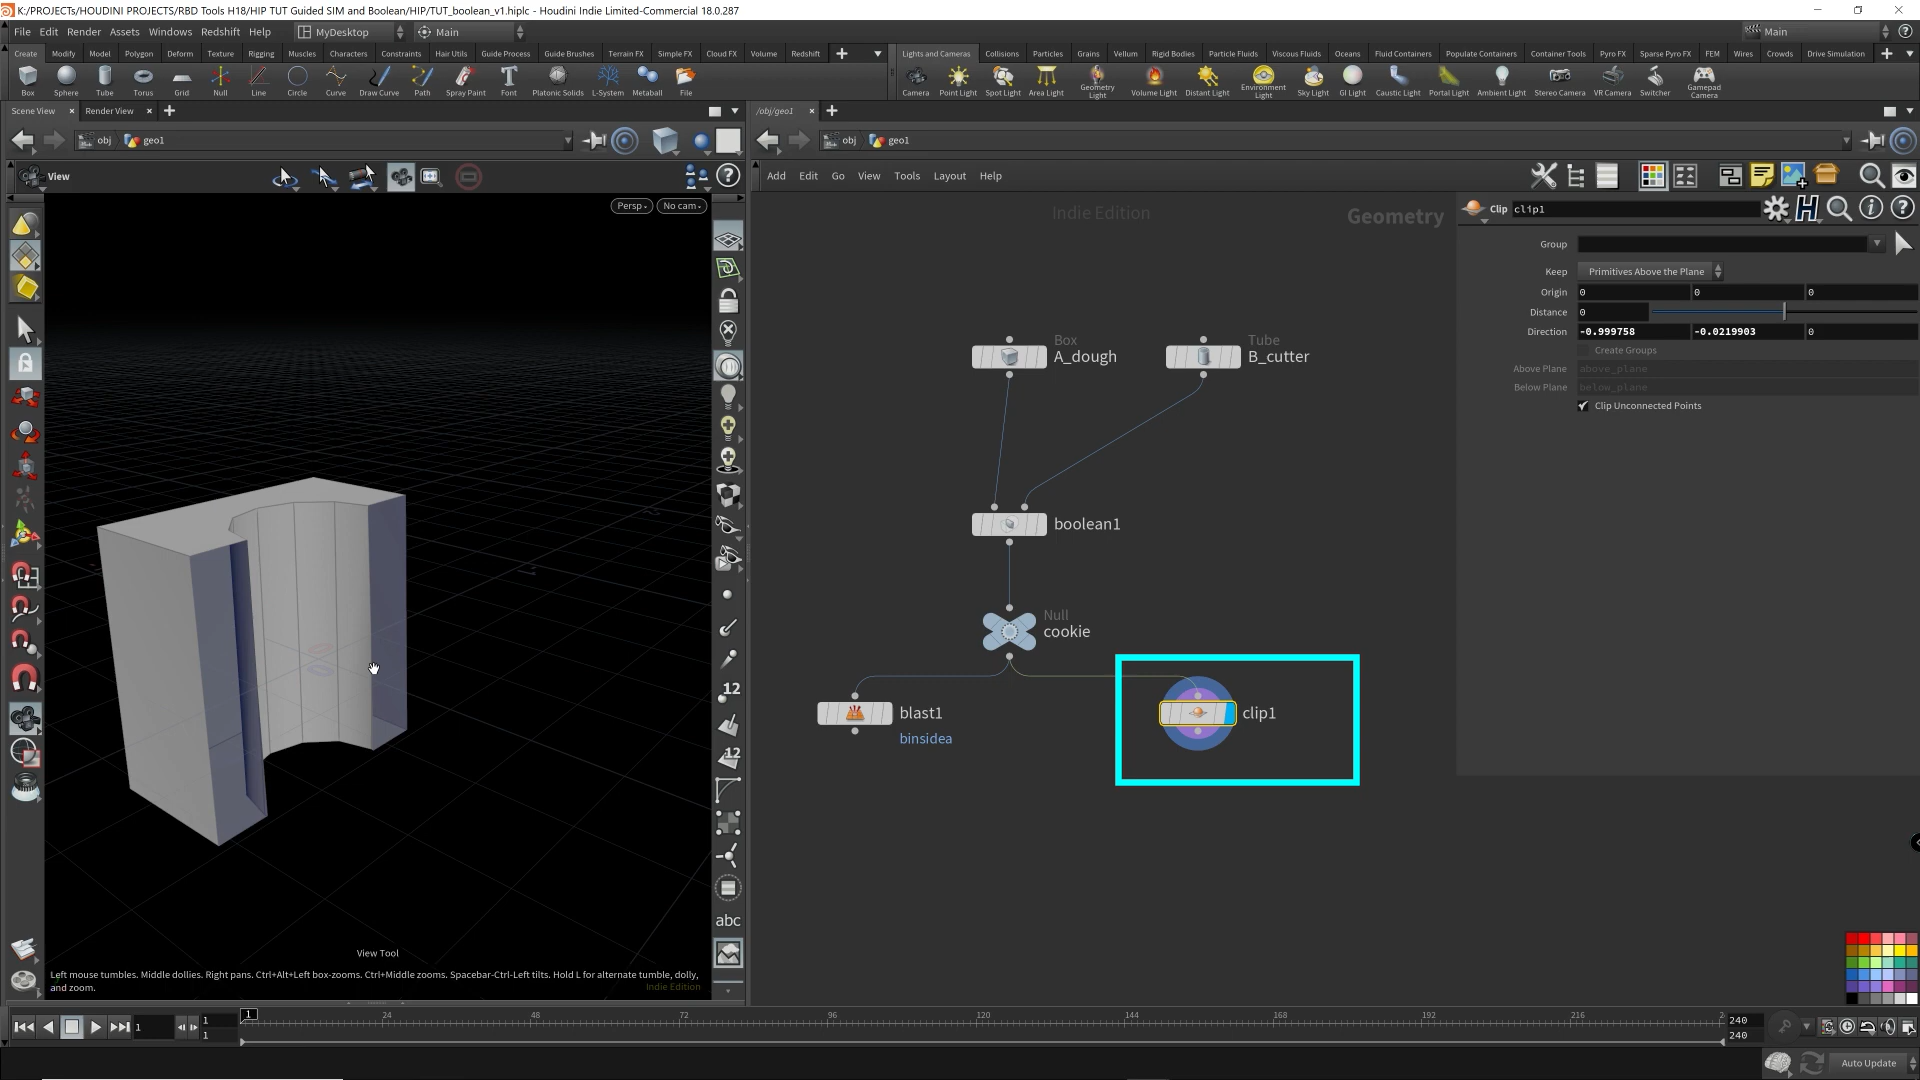 K:/PROJECTs/HOUDINI PROJECTS/RBD Tools H18/HIP TUT Guided SIM and Boolean/HIP/TUT_boolean_v1.hiplc - Houdini Indie Limited-Commercial 18.0.287
File Edit Render Assets Windows Redshift Help MyDesktop Main Main
Create Modify Model Polygon Deform Texture Rigging Muscles Characters Constraints Hair Utils Guide Process Guide Brushes Terrain FX Simple FX Cloud FX Volume Redshift
Lights and Cameras Collisions Particles Grains Vellum Rigid Bodies Particle Fluids Viscous Fluids Oceans Fluid Containers Populate Containers Container Tools Pyro FX Sparse Pyro FX FEM Wires Crowds Drive Simulation
Box Sphere Tube Torus Grid Null Line Circle Curve Draw Curve Path Spray Paint Font Platonic Solids L-System Metaball File
Camera Point Light Spot Light Area Light Geometry Light Volume Light Distant Light Environment Light Sky Light GI Light Caustic Light Portal Light Ambient Light Stereo Camera VR Camera Switcher Gamepad Camera
Scene View Render View
/obj/geo1
obj geo1
obj geo1
View
Add Edit Go View Tools Layout Help
Persp No cam
Indie Edition
Geometry
Clip clip1
Group
Keep Primitives Above the Plane
Origin 0 0 0
Distance 0
Direction -0.999758 -0.0219903 0
Create Groups
Above Plane above_plane
Below Plane below_plane
Clip Unconnected Points
Box
A_dough
Tube
B_cutter
boolean1
Null
cookie
blast1
binsidea
clip1
12
12
abc
View Tool
Left mouse tumbles. Middle dollies. Right pans. Ctrl+Alt+Left box-zooms. Ctrl+Middle zooms. Spacebar-Ctrl-Left tilts. Hold L for alternate tumble, dolly,
and zoom.
Indie Edition
1 1 1 1 24 48 72 96 120 144 168 192 216 2 240
240
Auto Update